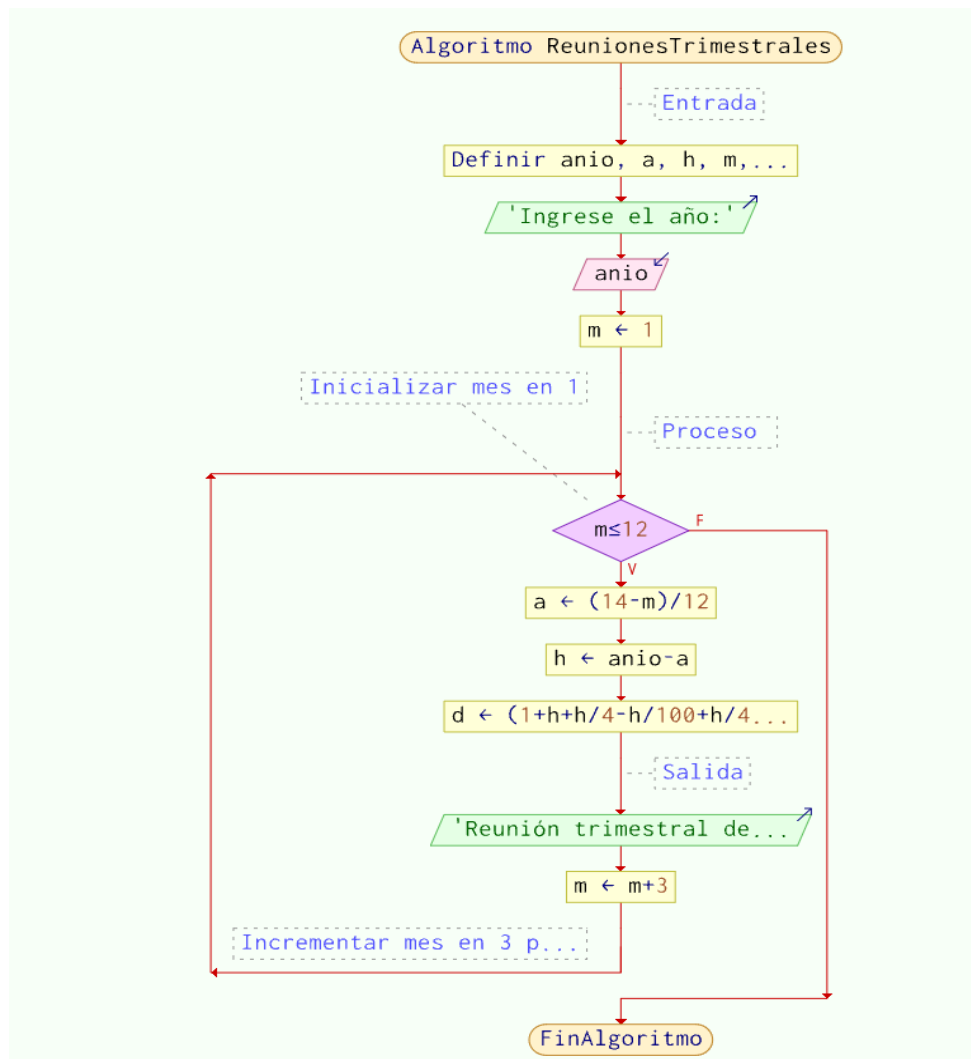 Algoritmo ReunionesTrimestrales
Entrada
Definir anio, a, h, m,...
'Ingrese el año:'
anio
m ← 1
Inicializar mes en 1
Proceso
m≤12
F
V
a ← (14-m)/12
h ← anio-a
d ← (1+h+h/4-h/100+h/4...
Salida
'Reunión trimestral de...
m ← m+3
Incrementar mes en 3 p...
FinAlgoritmo